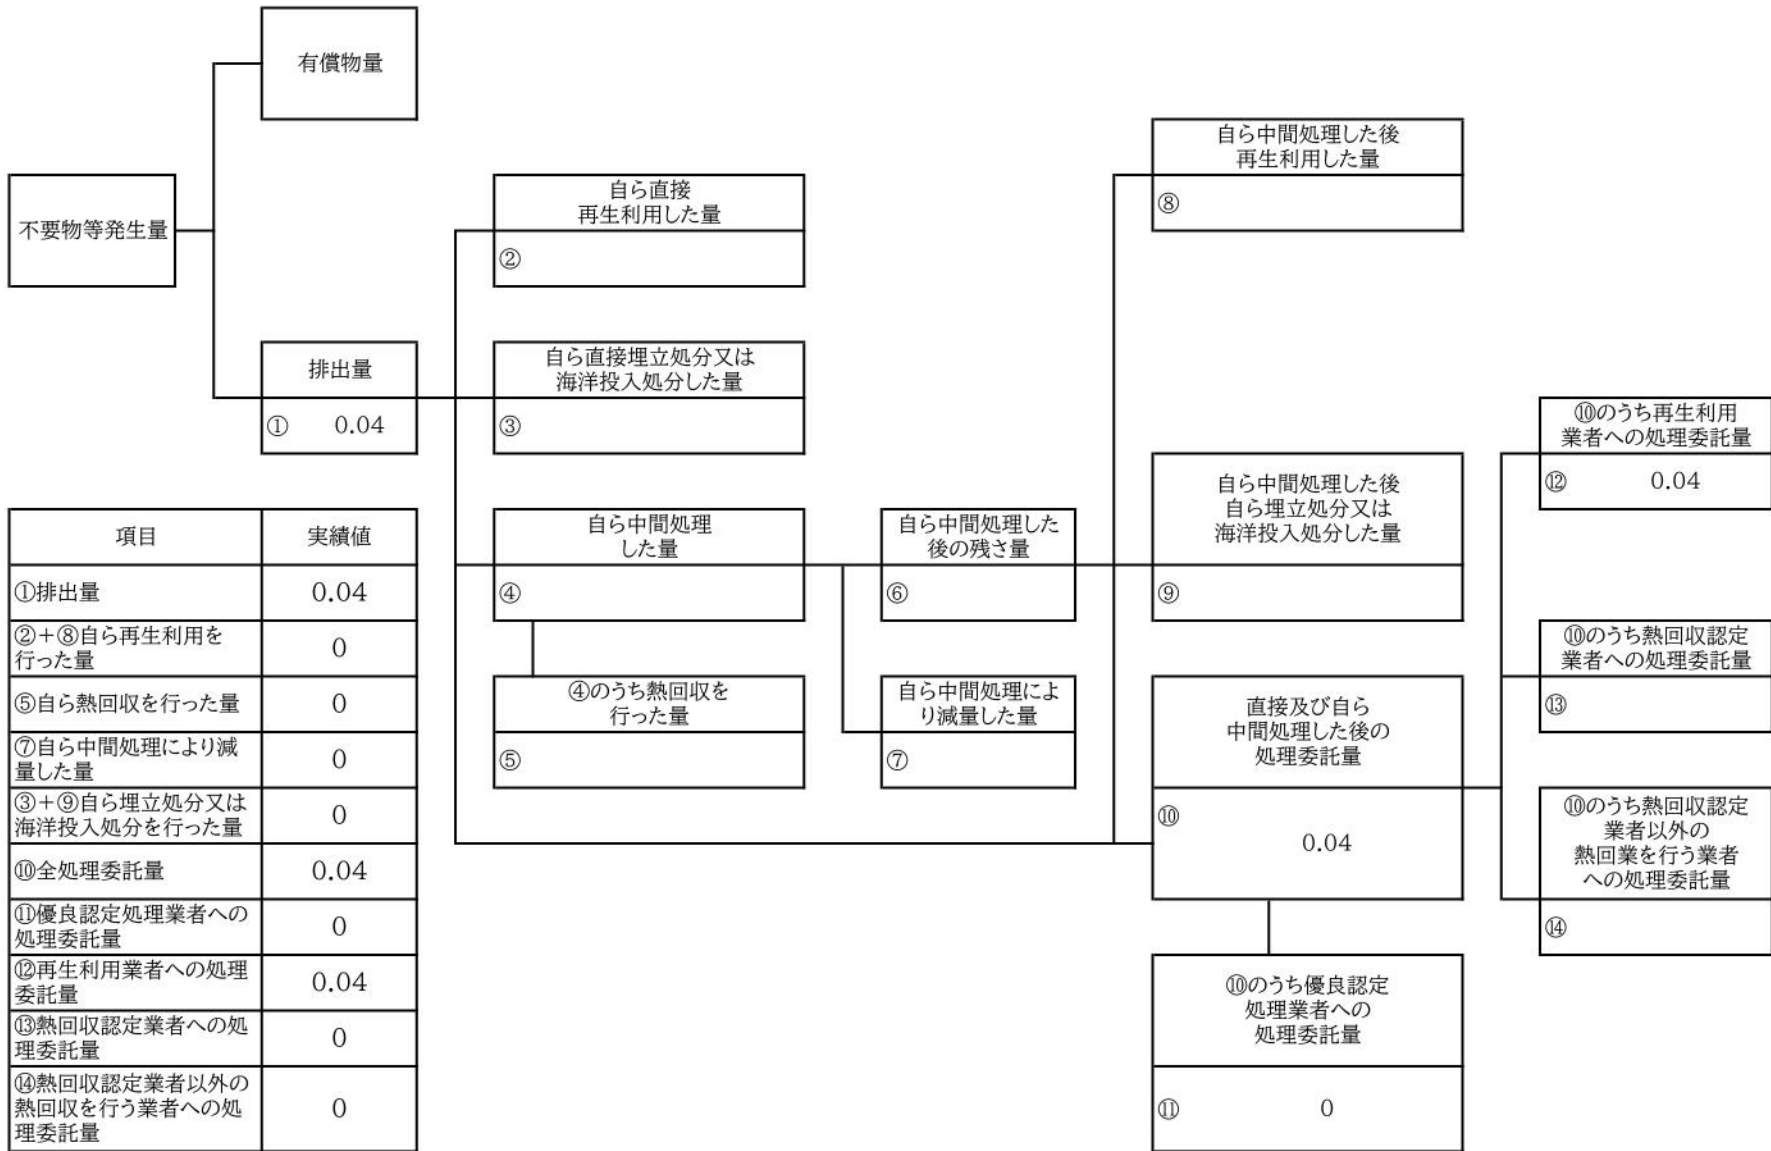 有償物量
不要物等発生量
排出量
① 0.04
自ら直接
再生利用した量
②
自ら直接埋立処分又は
海洋投入処分した量
③
自ら中間処理
した量
④
④のうち熱回収を
行った量
⑤
自ら中間処理した
後の残さ量
⑥
自ら中間処理によ
り減量した量
⑦
自ら中間処理した後
再生利用した量
⑧
自ら中間処理した後
自ら埋立処分又は
海洋投入処分した量
⑨
直接及び自ら
中間処理した後の
処理委託量
⑩
0.04
⑩のうち優良認定
処理業者への
処理委託量
⑪ 0
⑩のうち再生利用
業者への処理委託量
⑫ 0.04
⑩のうち熱回収認定
業者への処理委託量
⑬
⑩のうち熱回収認定
業者以外の
熱回業を行う業者
への処理委託量
⑭
項目 実績値
①排出量 0.04
②+⑧自ら再生利用を
行った量 0
⑤自ら熱回収を行った量 0
⑦自ら中間処理により減
量した量 0
③+⑨自ら埋立処分又は
海洋投入処分を行った量 0
⑩全処理委託量 0.04
⑪優良認定処理業者への
処理委託量 0
⑫再生利用業者への処理
委託量 0.04
⑬熱回収認定業者への処
理委託量 0
⑭熱回収認定業者以外の
熱回収を行う業者への処
理委託量 0